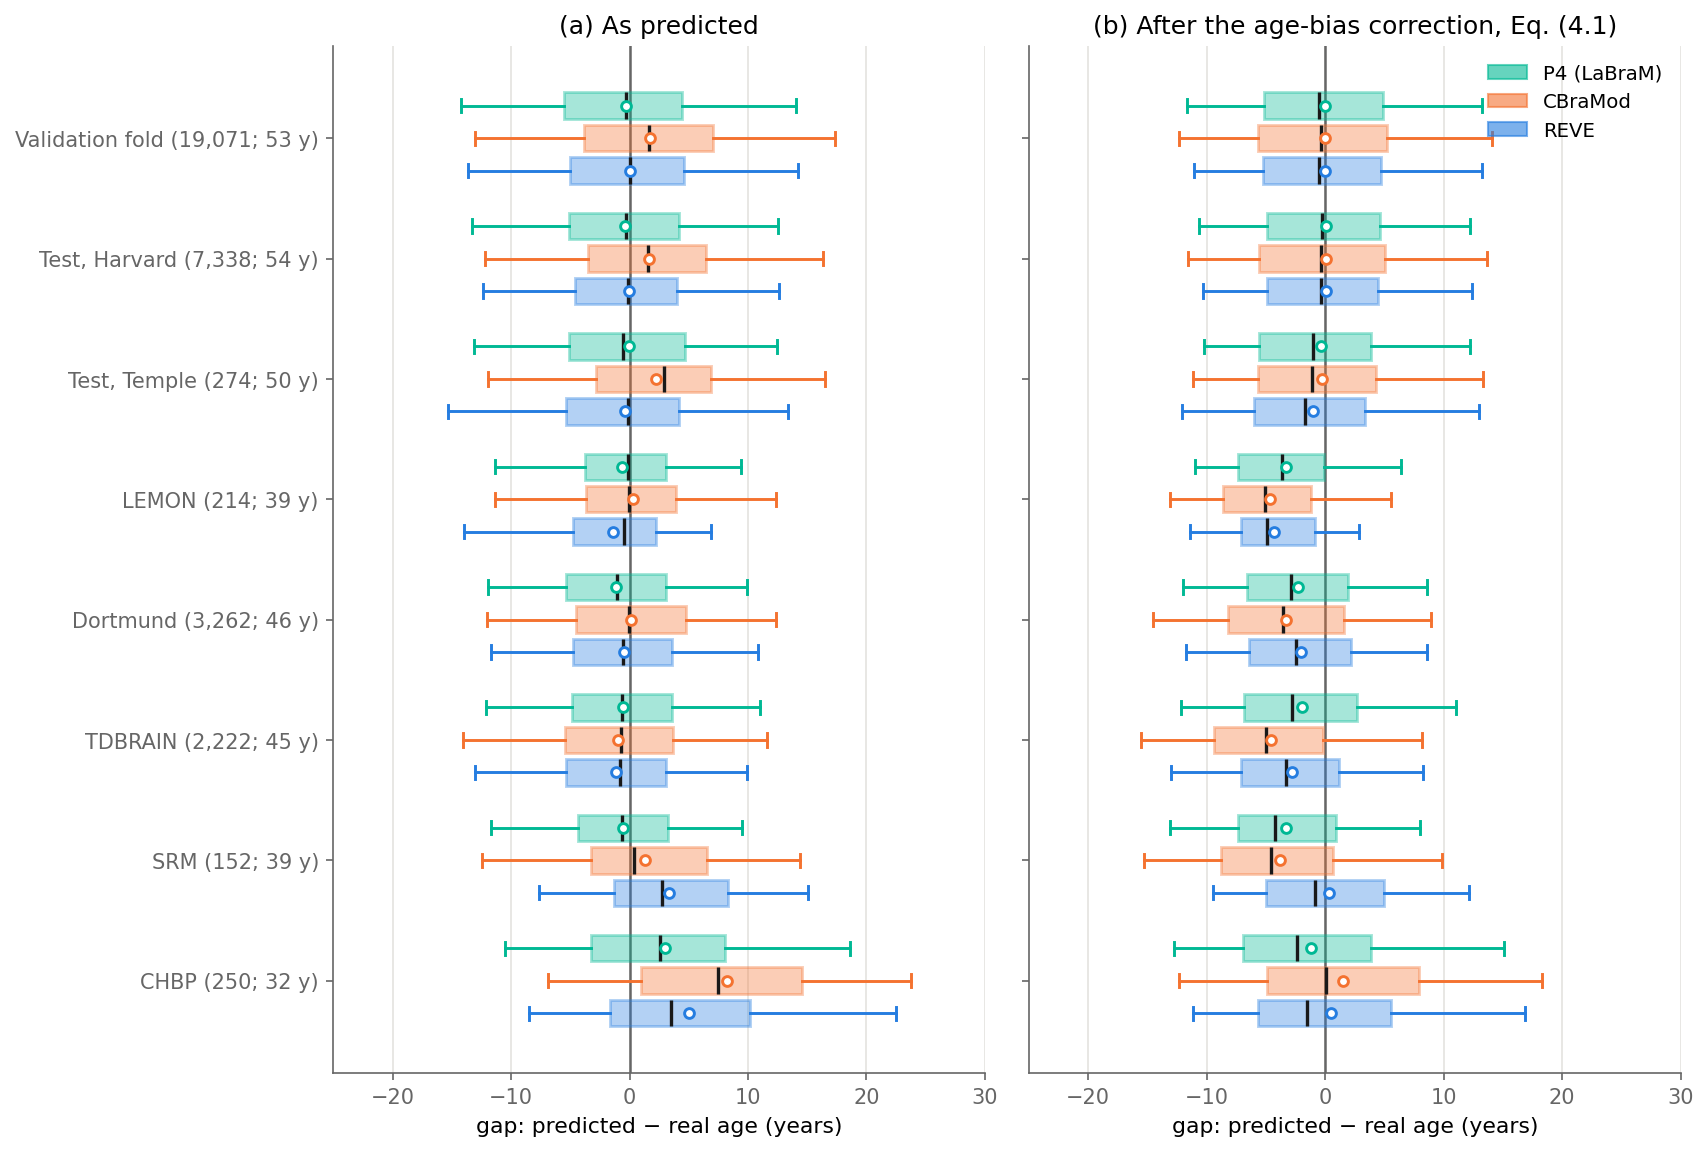 (a) As predicted
(b) After the age-bias correction, Eq. (4.1)
P4 (LaBraM)
CBraMod
REVE
Validation fold (19,071; 53 y)
Test, Harvard (7,338; 54 y)
Test, Temple (274; 50 y)
LEMON (214; 39 y)
Dortmund (3,262; 46 y)
TDBRAIN (2,222; 45 y)
SRM (152; 39 y)
CHBP (250; 32 y)
−20 −10 0 10 20 30
−20 −10 0 10 20 30
gap: predicted − real age (years)
gap: predicted − real age (years)